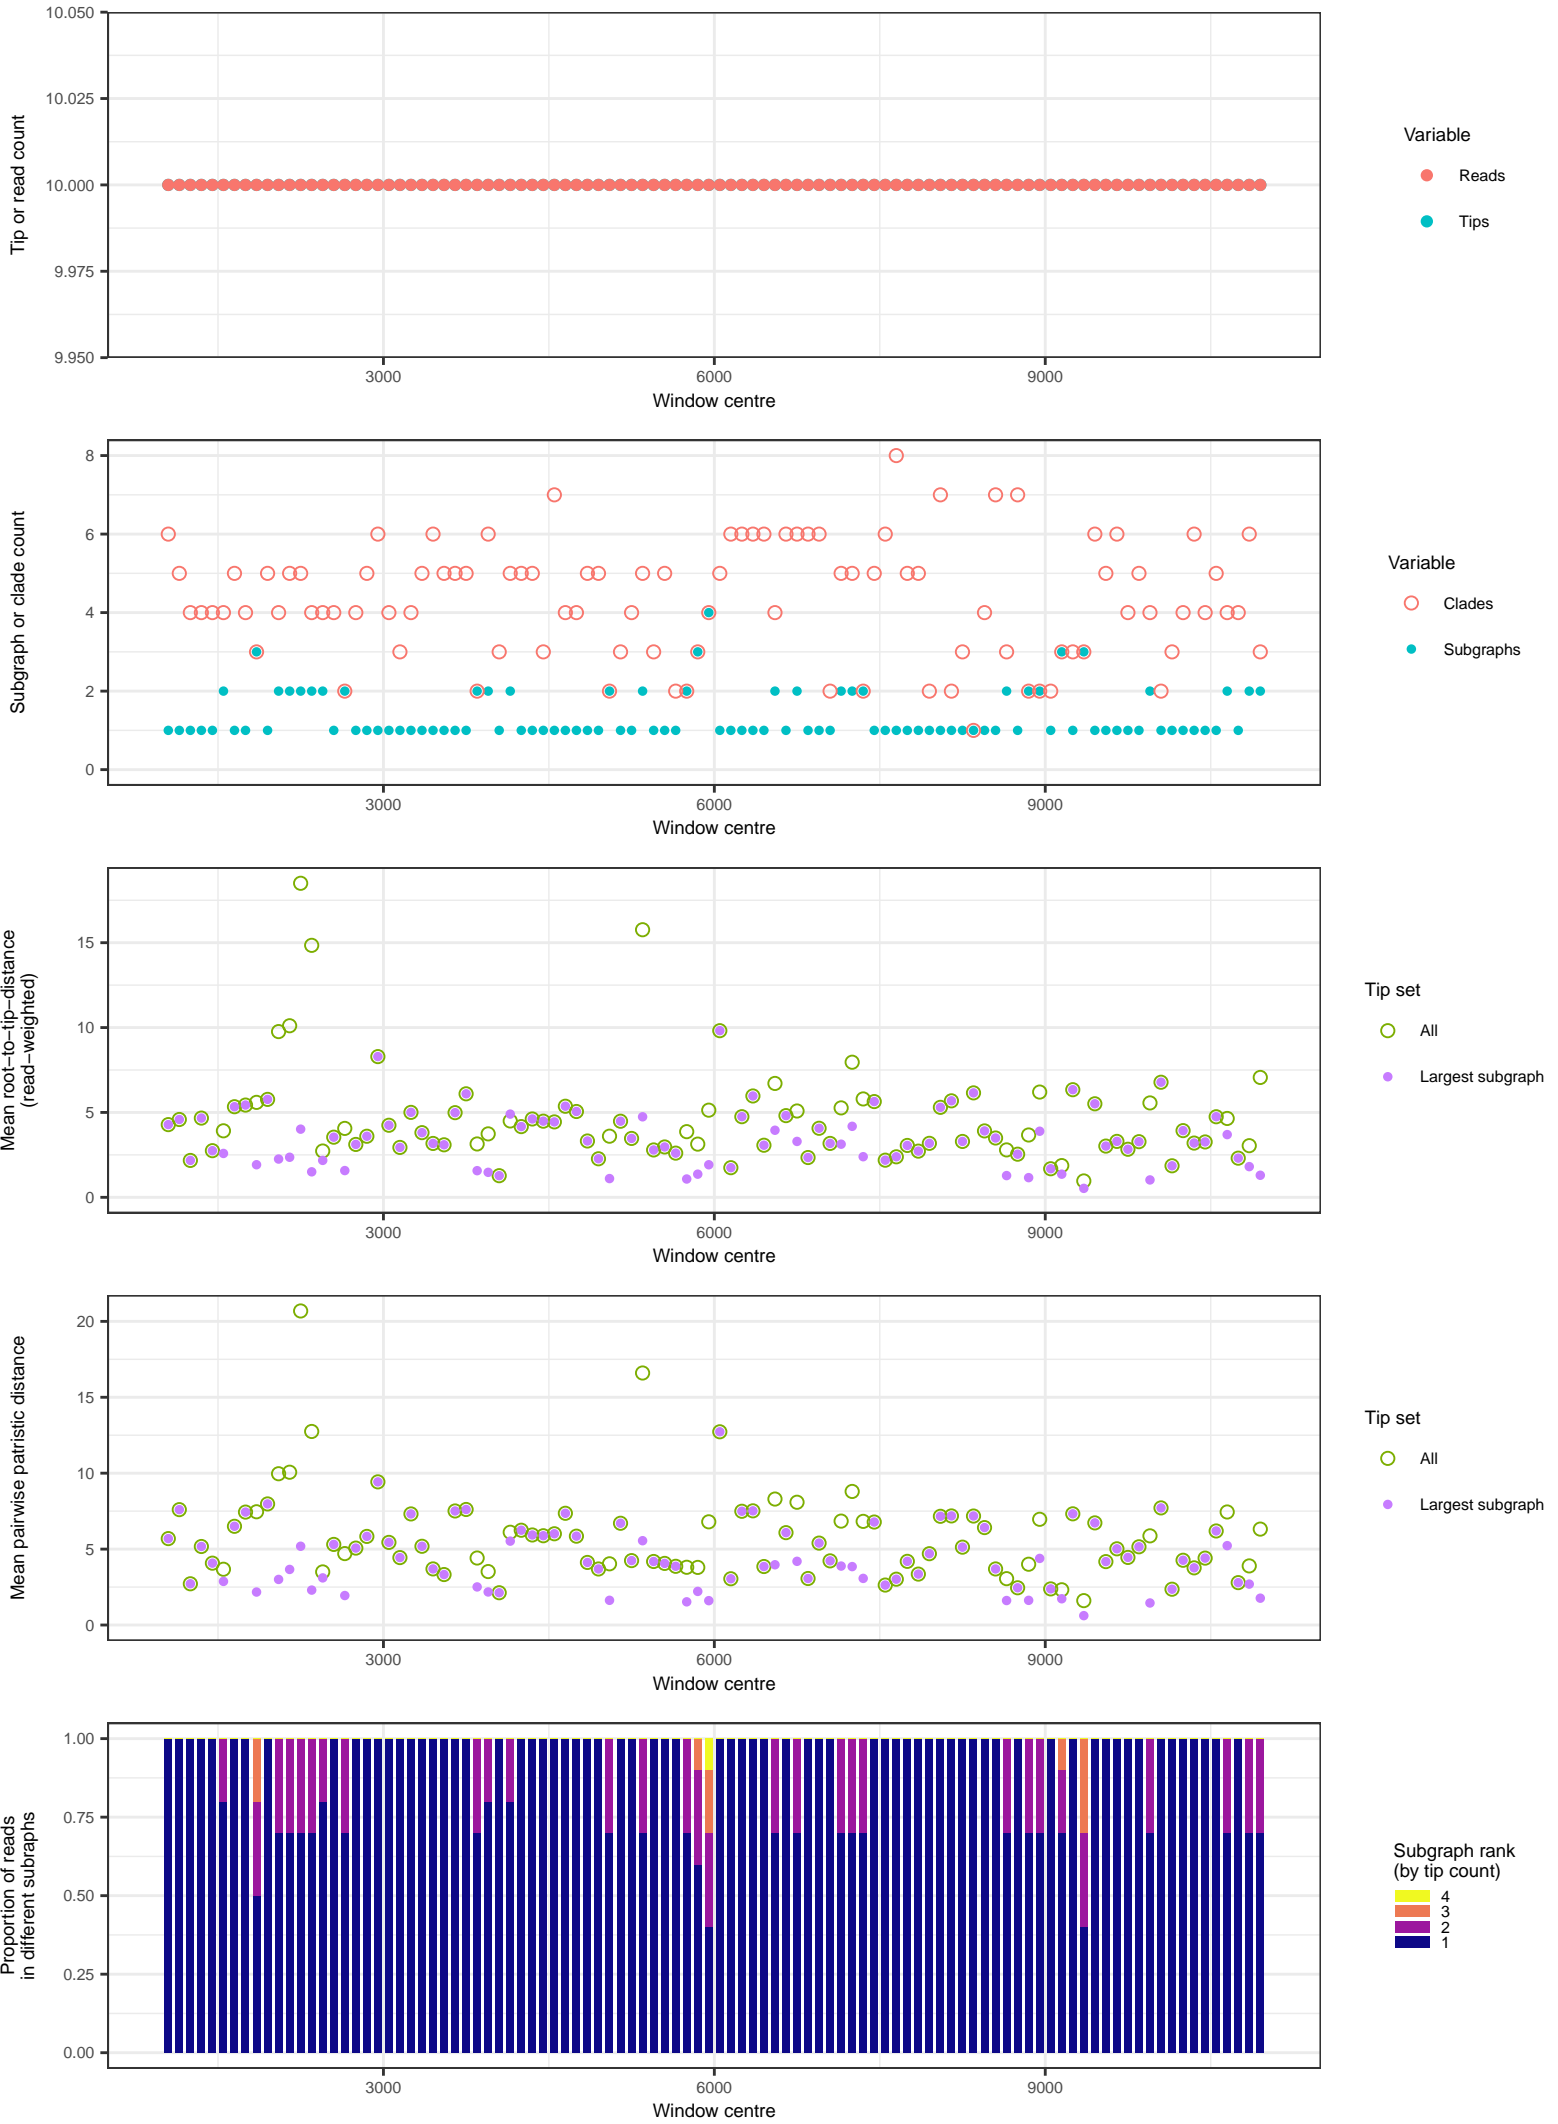 10.050
10.025
10.000
9.975
9.950
Tip or read count
3000
6000
9000
Window centre
Variable
Reads
Tips
8
6
4
2
0
Subgraph or clade count
3000
6000
9000
Window centre
Variable
Clades
Subgraphs
15
10
5
0
Mean root−to−tip−distance
(read−weighted)
3000
6000
9000
Window centre
Tip set
All
Largest subgraph
20
15
10
5
0
Mean pairwise patristic distance
3000
6000
9000
Window centre
Tip set
All
Largest subgraph
1.00
0.75
0.50
0.25
0.00
Proportion of reads
in different subraphs
3000
6000
9000
Window centre
Subgraph rank
(by tip count)
4
3
2
1